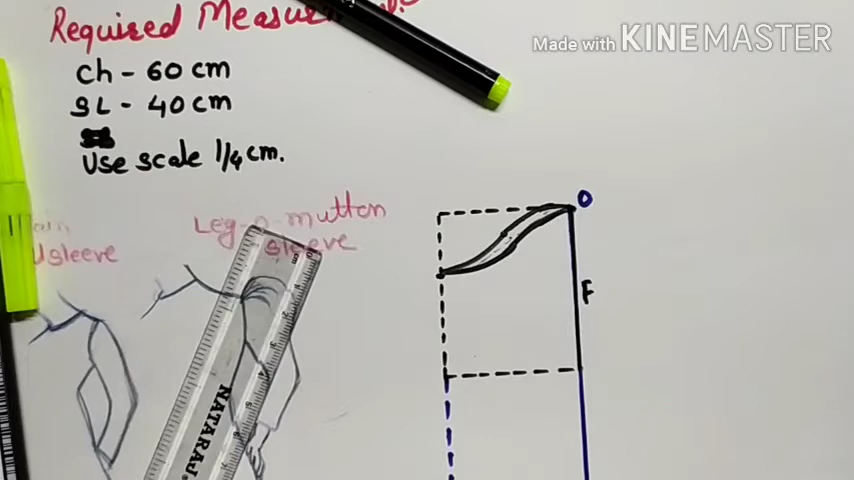 Required
Made with KINEMASTER
Ch - 60 cm
SL - 40 cm
Use scale 1/4 cm.
Leg-o-mutton
sleeve
sleeve
O
F
cm
NATARAJ